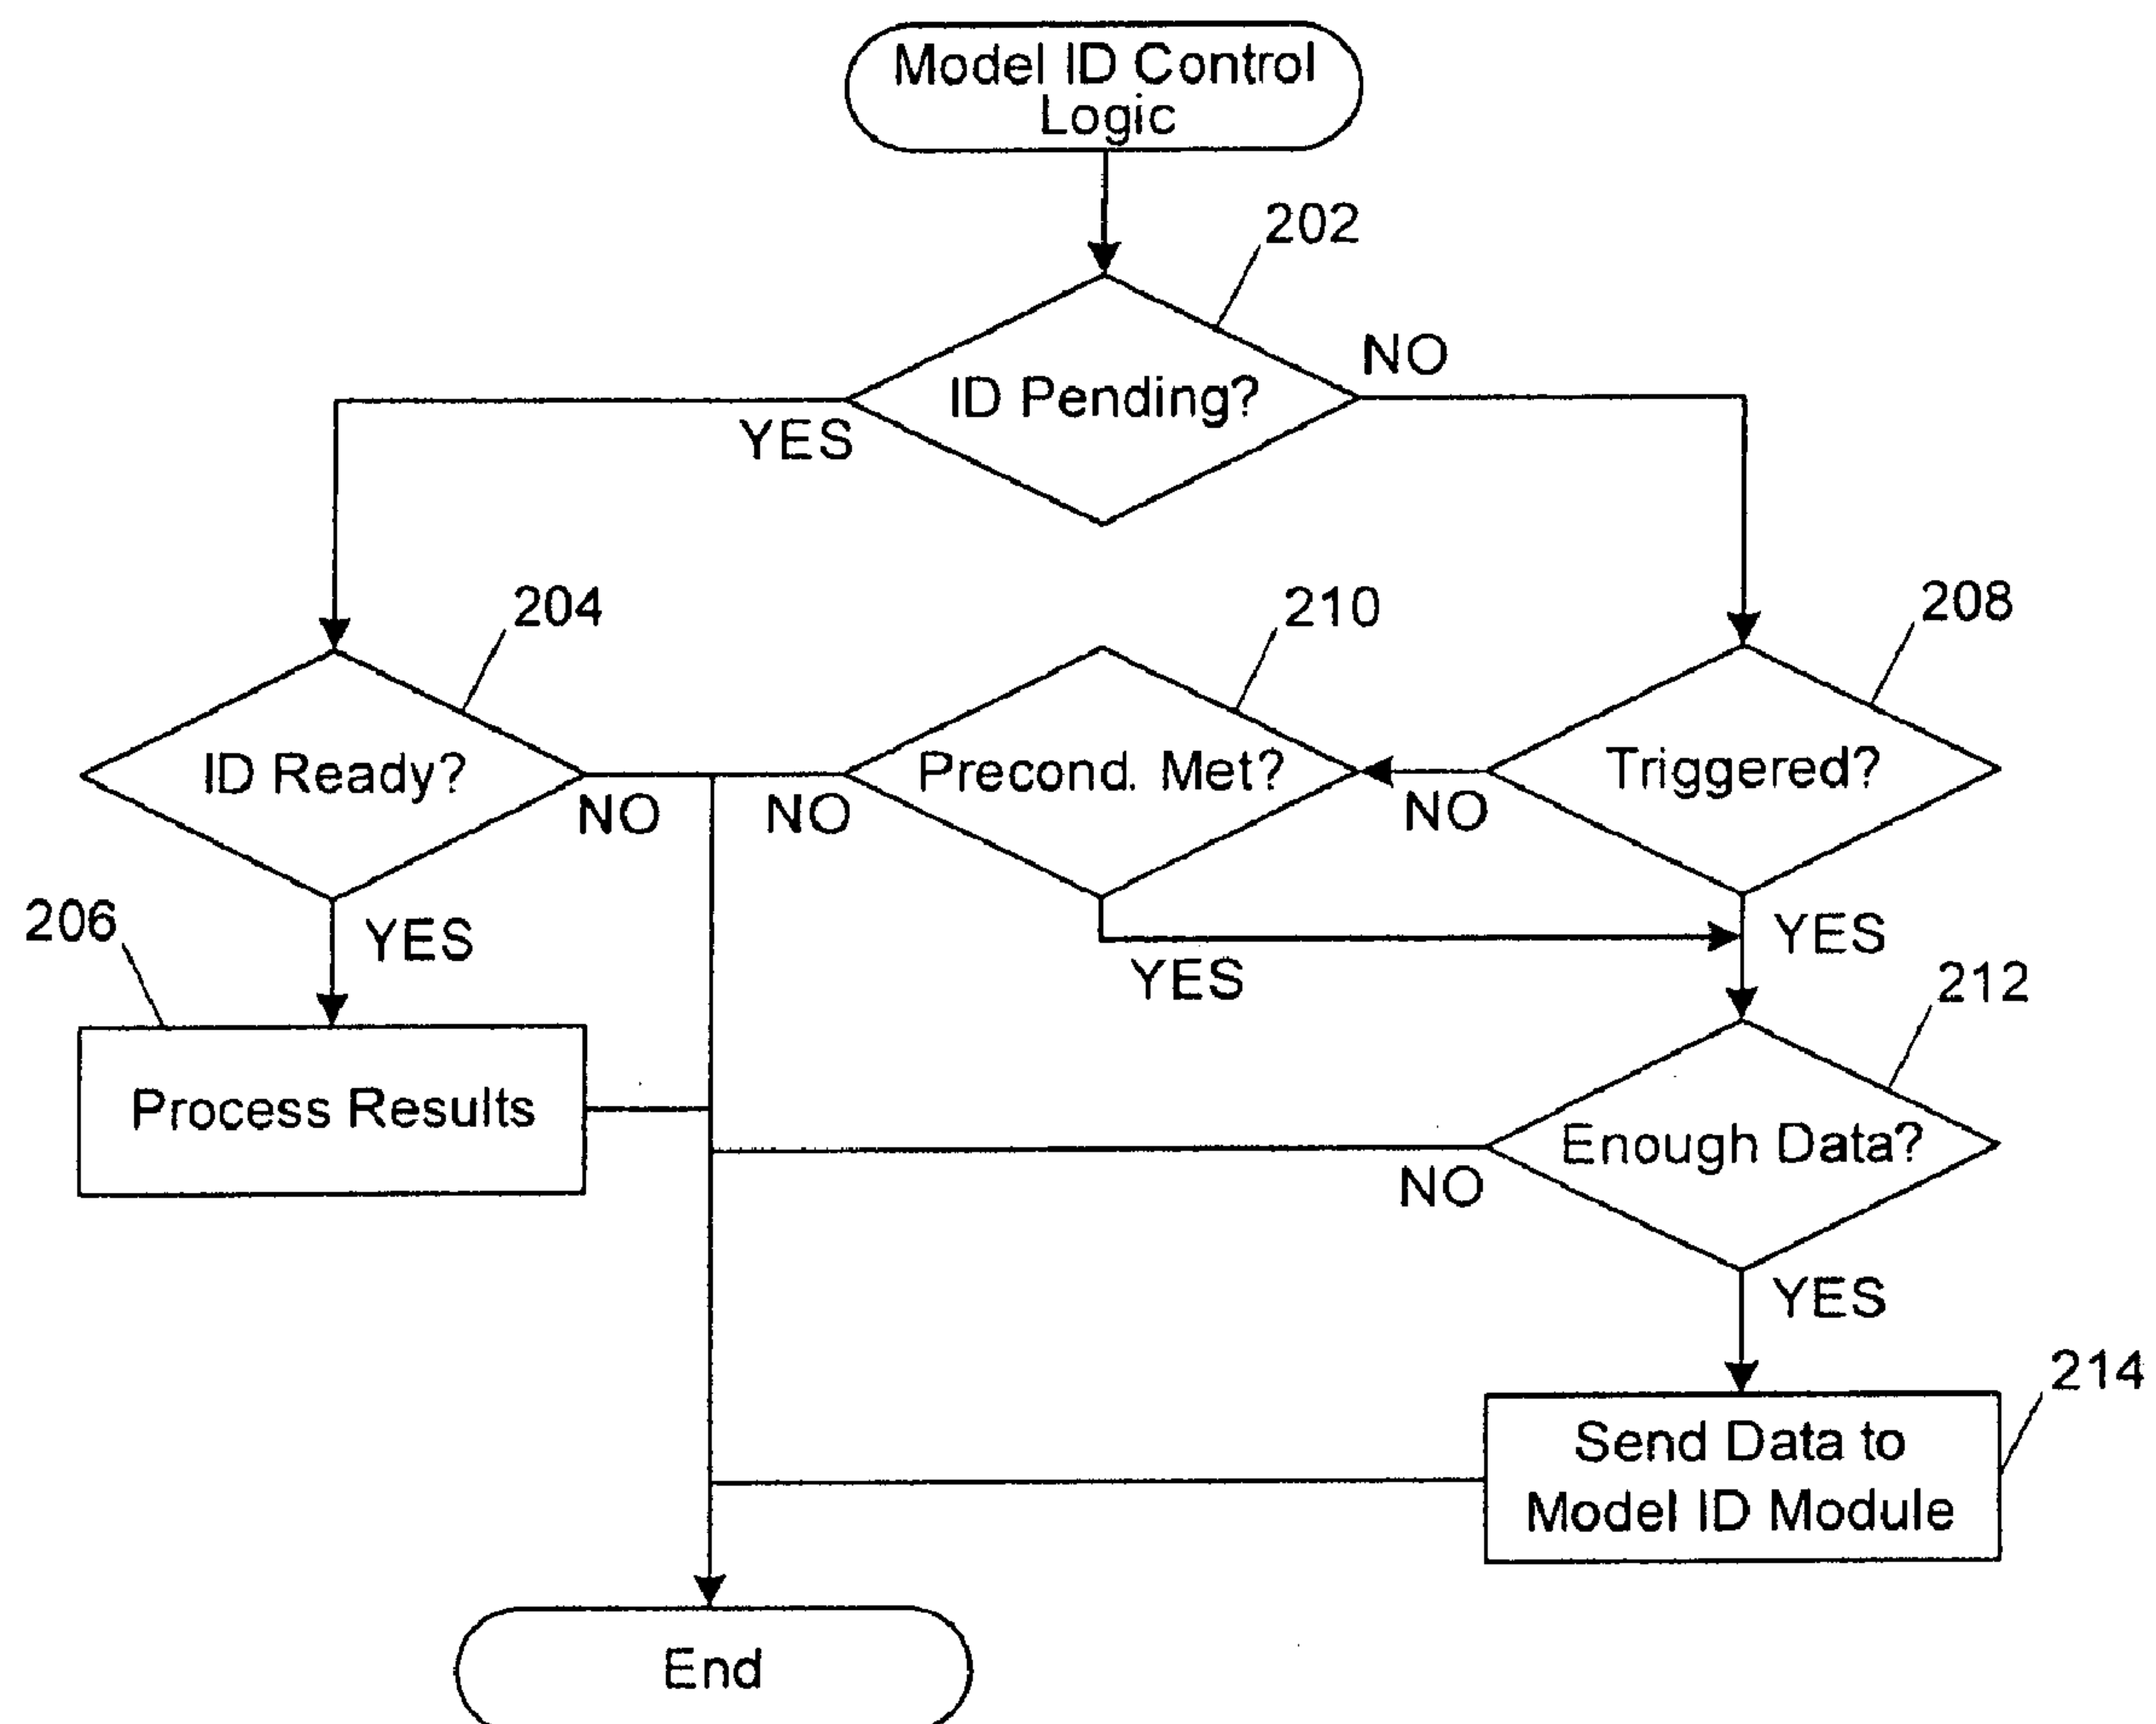 Model ID Control
Logic
202
ID Pending?
NO
YES
204
210
208
ID Ready?
NO
NO
Precond. Met?
NO
Triggered?
206
YES
YES
YES
212
Process Results
Enough Data?
NO
YES
214
Send Data to
Model ID Module
End